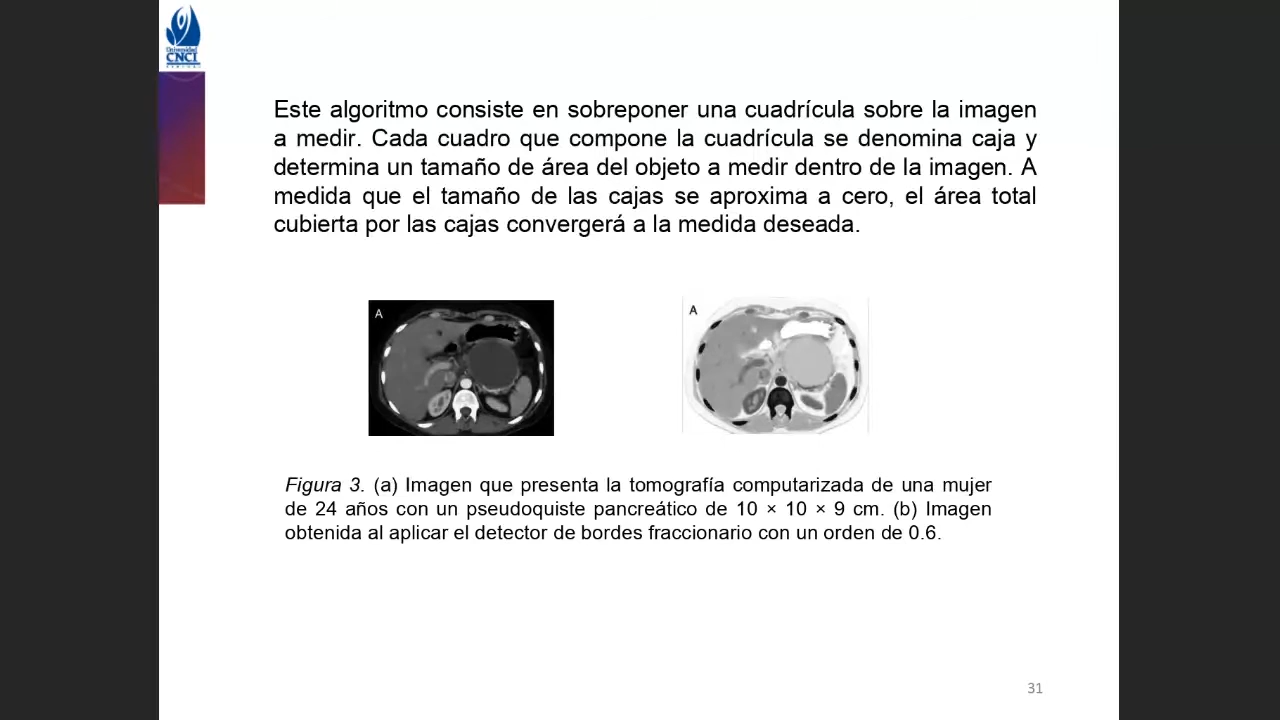 Universidad
CNCI
Este algoritmo consiste en sobreponer una cuadrícula sobre la imagen
a medir. Cada cuadro que compone la cuadrícula se denomina caja y
determina un tamaño de área del objeto a medir dentro de la imagen. A
medida que el tamaño de las cajas se aproxima a cero, el área total
cubierta por las cajas convergerá a la medida deseada.
A
A
Figura 3. (a) Imagen que presenta la tomografía computarizada de una mujer
de 24 años con un pseudoquiste pancreático de 10 × 10 × 9 cm. (b) Imagen
obtenida al aplicar el detector de bordes fraccionario con un orden de 0.6.
31